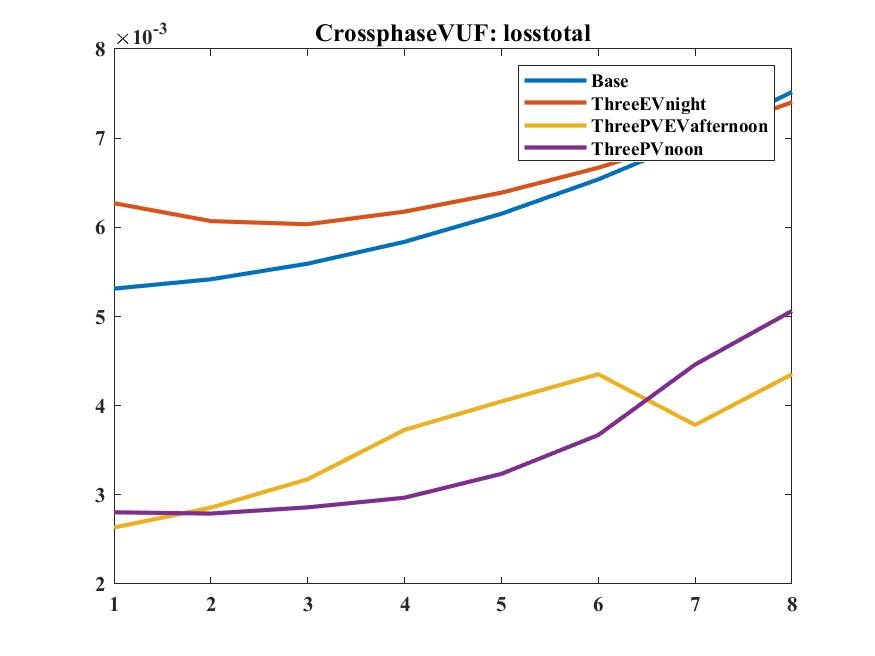 CrossphaseVUF: losstotal
×10⁻³
8
7
6
5
4
3
2
Base
ThreeEVnight
ThreePVEVafternoon
ThreePVnoon
1 2 3 4 5 6 7 8